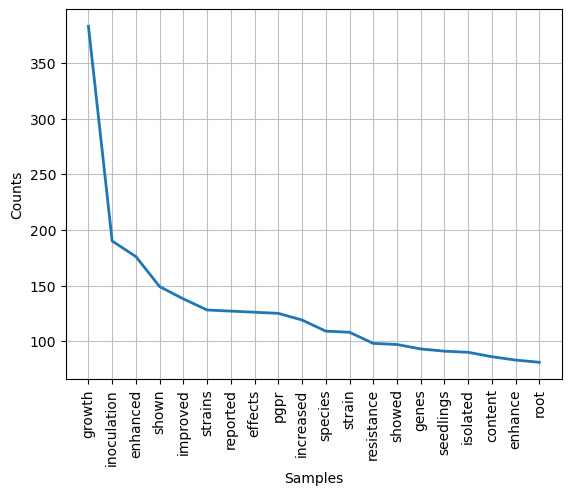 350
300
250
200
150
100
Counts
growth
inoculation
enhanced
shown
improved
strains
reported
effects
pgpr
increased
species
strain
resistance
showed
genes
seedlings
isolated
content
enhance
root
Samples